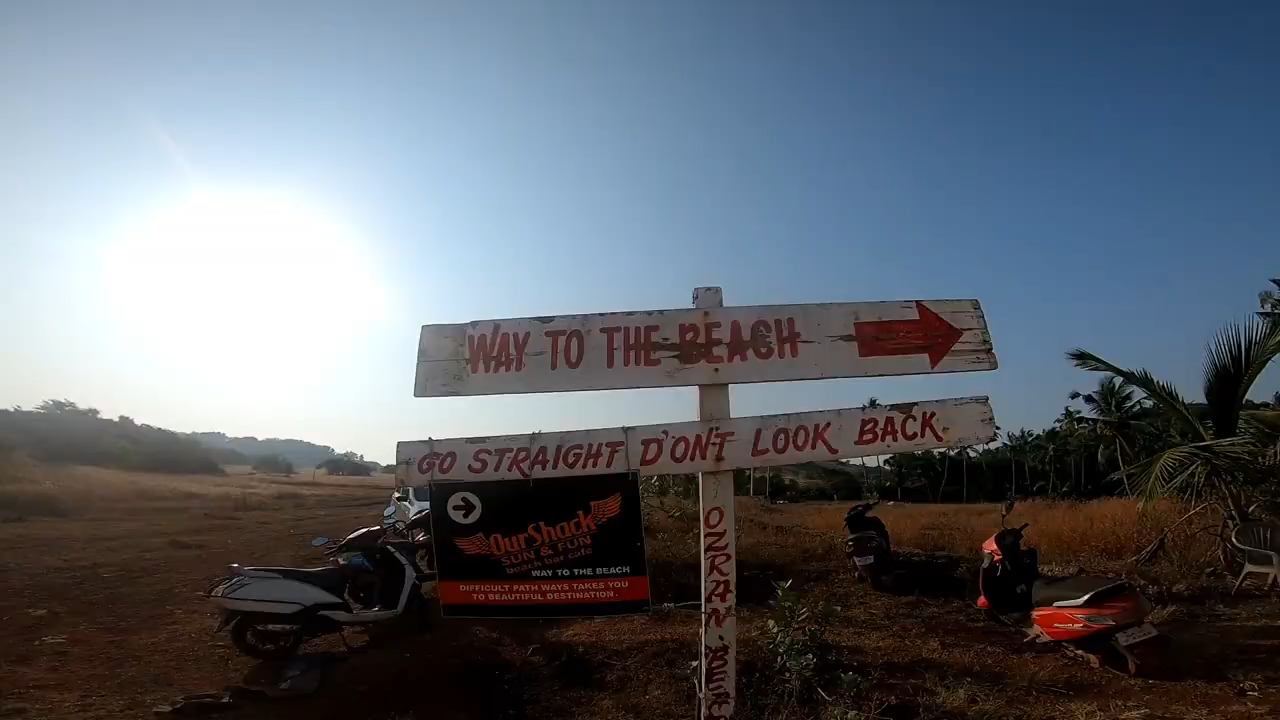 WAY TO THE BEACH
GO STRAIGHT D'ONT LOOK BACK
OurShack
SUN & FUN
beach bar cafe
WAY TO THE BEACH
DIFFICULT PATH WAYS TAKES YOU
TO BEAUTIFUL DESTINATION.
OZRAN